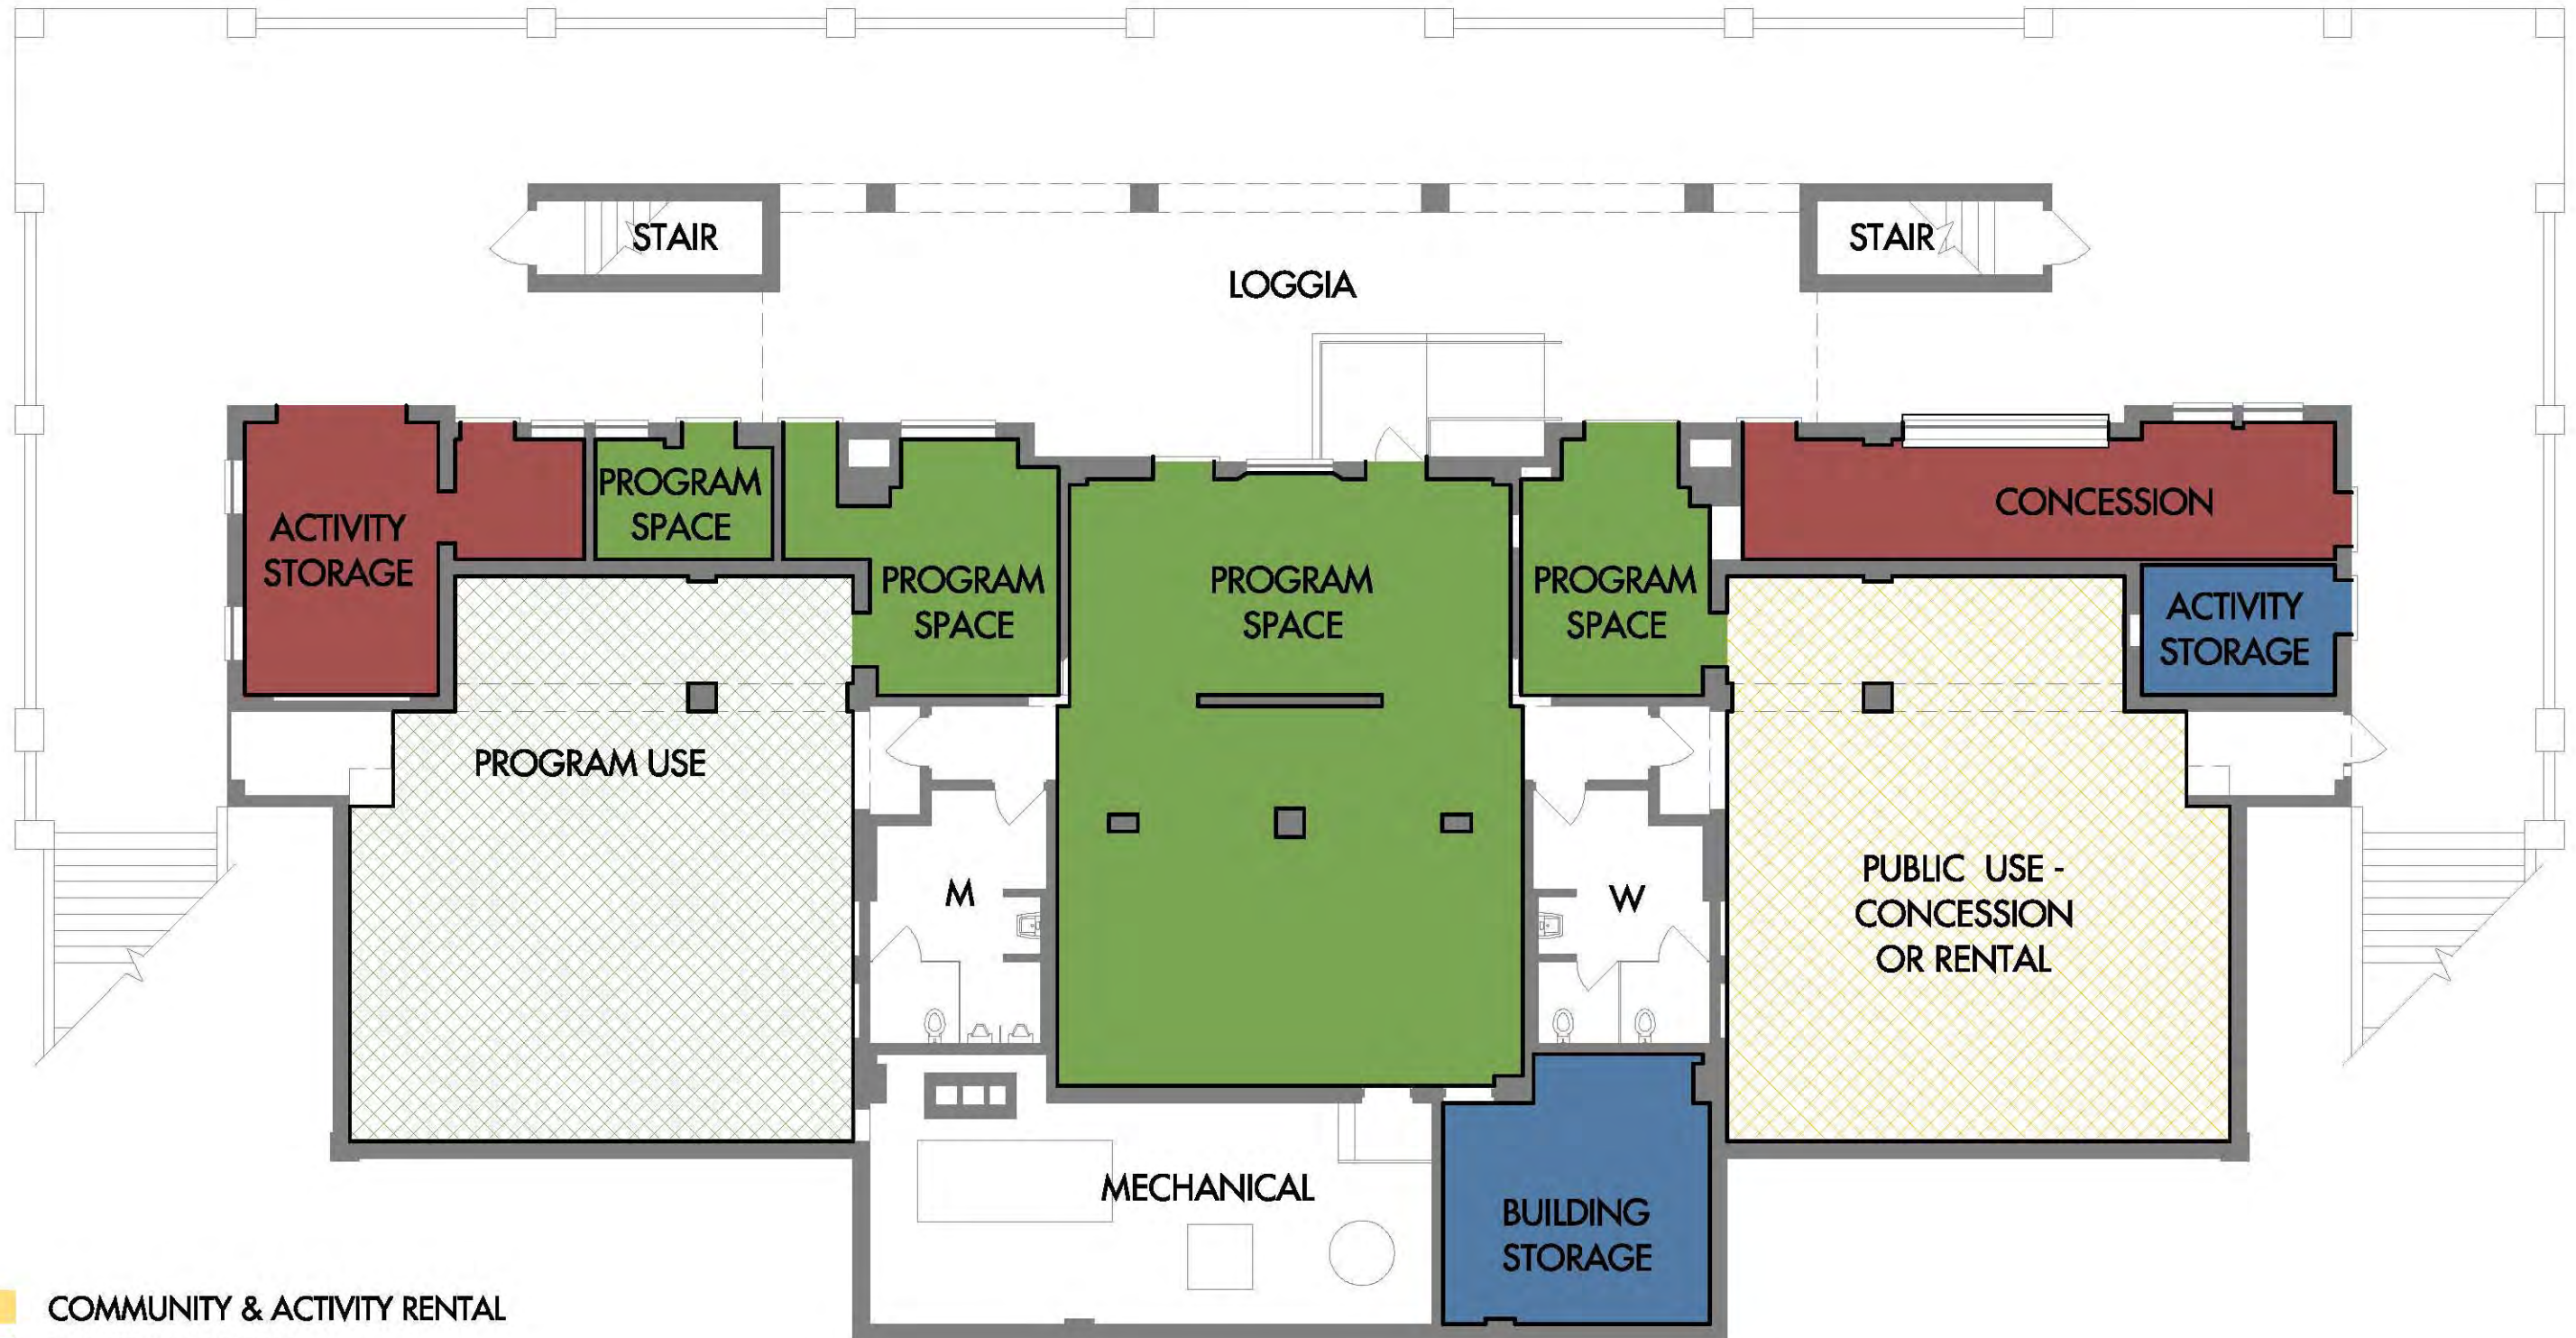 STAIR
STAIR
LOGGIA
PROGRAM
SPACE
CONCESSION
ACTIVITY
STORAGE
PROGRAM
SPACE
PROGRAM
SPACE
PROGRAM
SPACE
ACTIVITY
STORAGE
PROGRAM USE
M
W
PUBLIC USE -
CONCESSION
OR RENTAL
MECHANICAL
BUILDING
STORAGE
COMMUNITY & ACTIVITY RENTAL